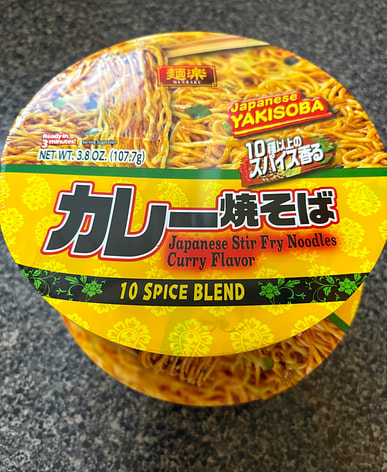 麺楽
MENRAKU
Japanese
YAKISOBA
Ready in
3 minutes!
NET WT. 3.8 OZ. (107.7g)
10種以上の
スパイス香る
カレー焼そば
Japanese Stir Fry Noodles
Curry Flavor
10 SPICE BLEND